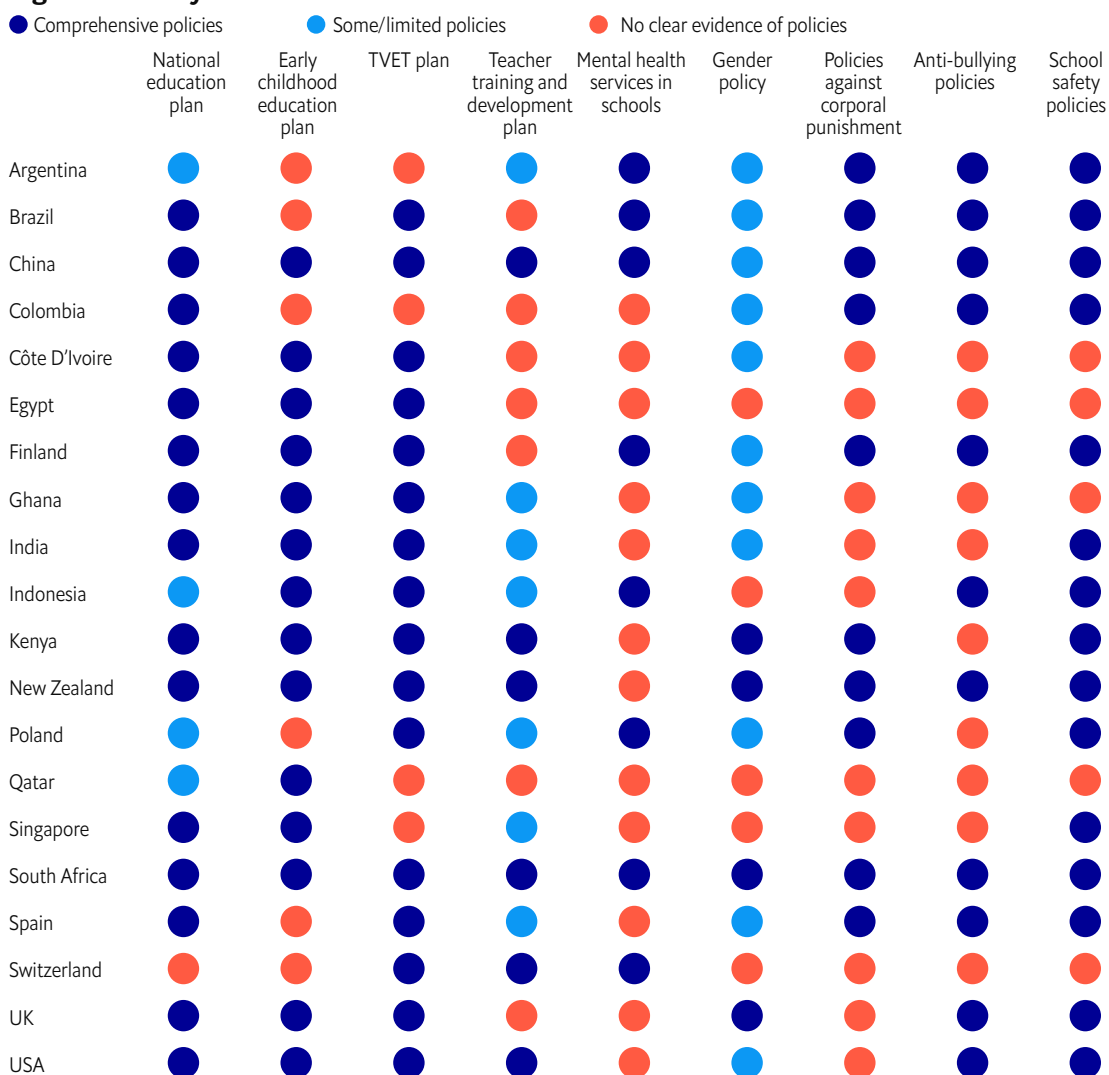 Comprehensive policies
Some/limited policies
No clear evidence of policies
National
education
plan
Early
childhood
education
plan
TVET plan
Teacher
training and
development
plan
Mental health
services in
schools
Gender
policy
Policies
against
corporal
punishment
Anti-bullying
policies
School
safety
policies
Argentina
Brazil
China
Colombia
Côte D’Ivoire
Egypt
Finland
Ghana
India
Indonesia
Kenya
New Zealand
Poland
Qatar
Singapore
South Africa
Spain
Switzerland
UK
USA